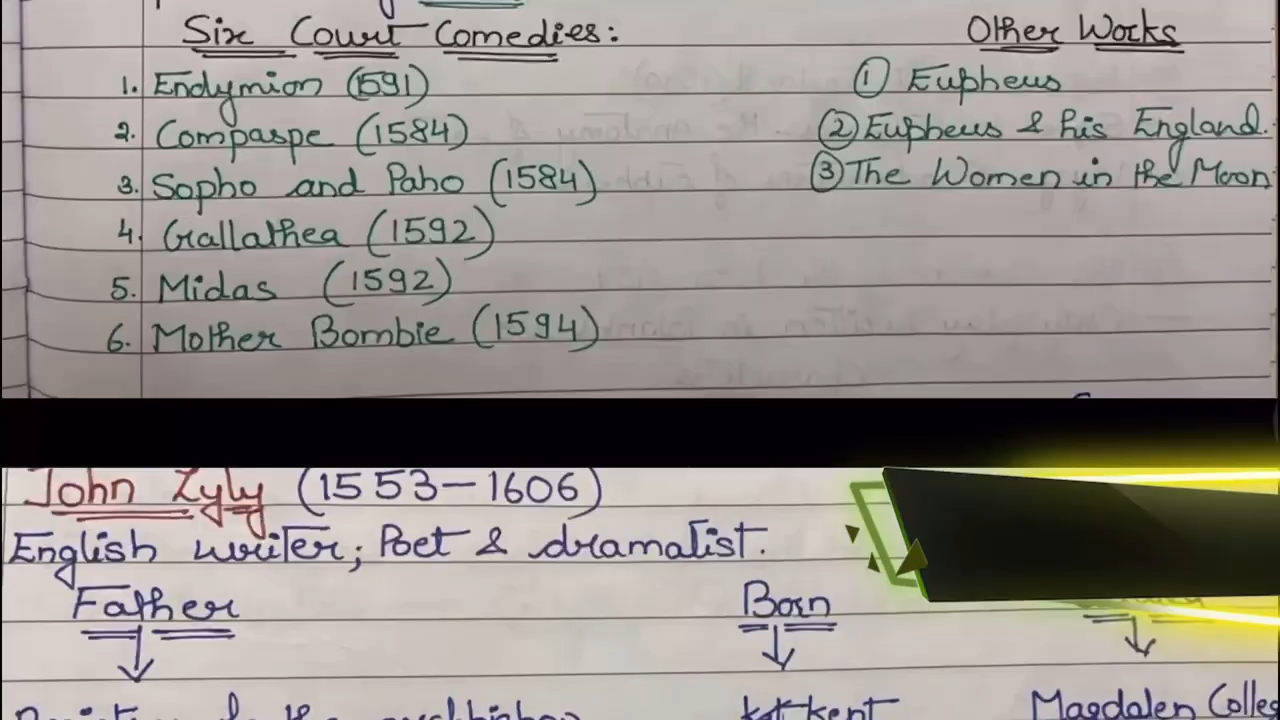 Six Court Comedies:
1. Endymion (1591)
2. Compaspe (1584)
3. Sopho and Paho (1584)
4. Gallathea (1592)
5. Midas (1592)
6. Mother Bombie (1594)
Other Works
① Eupheus
② Eupheus & his England.
③ The Women in the Moon
John Lyly (1553-1606)
English writer; Poet & dramatist.
Father
Born
Kent
Magdalen Colleg